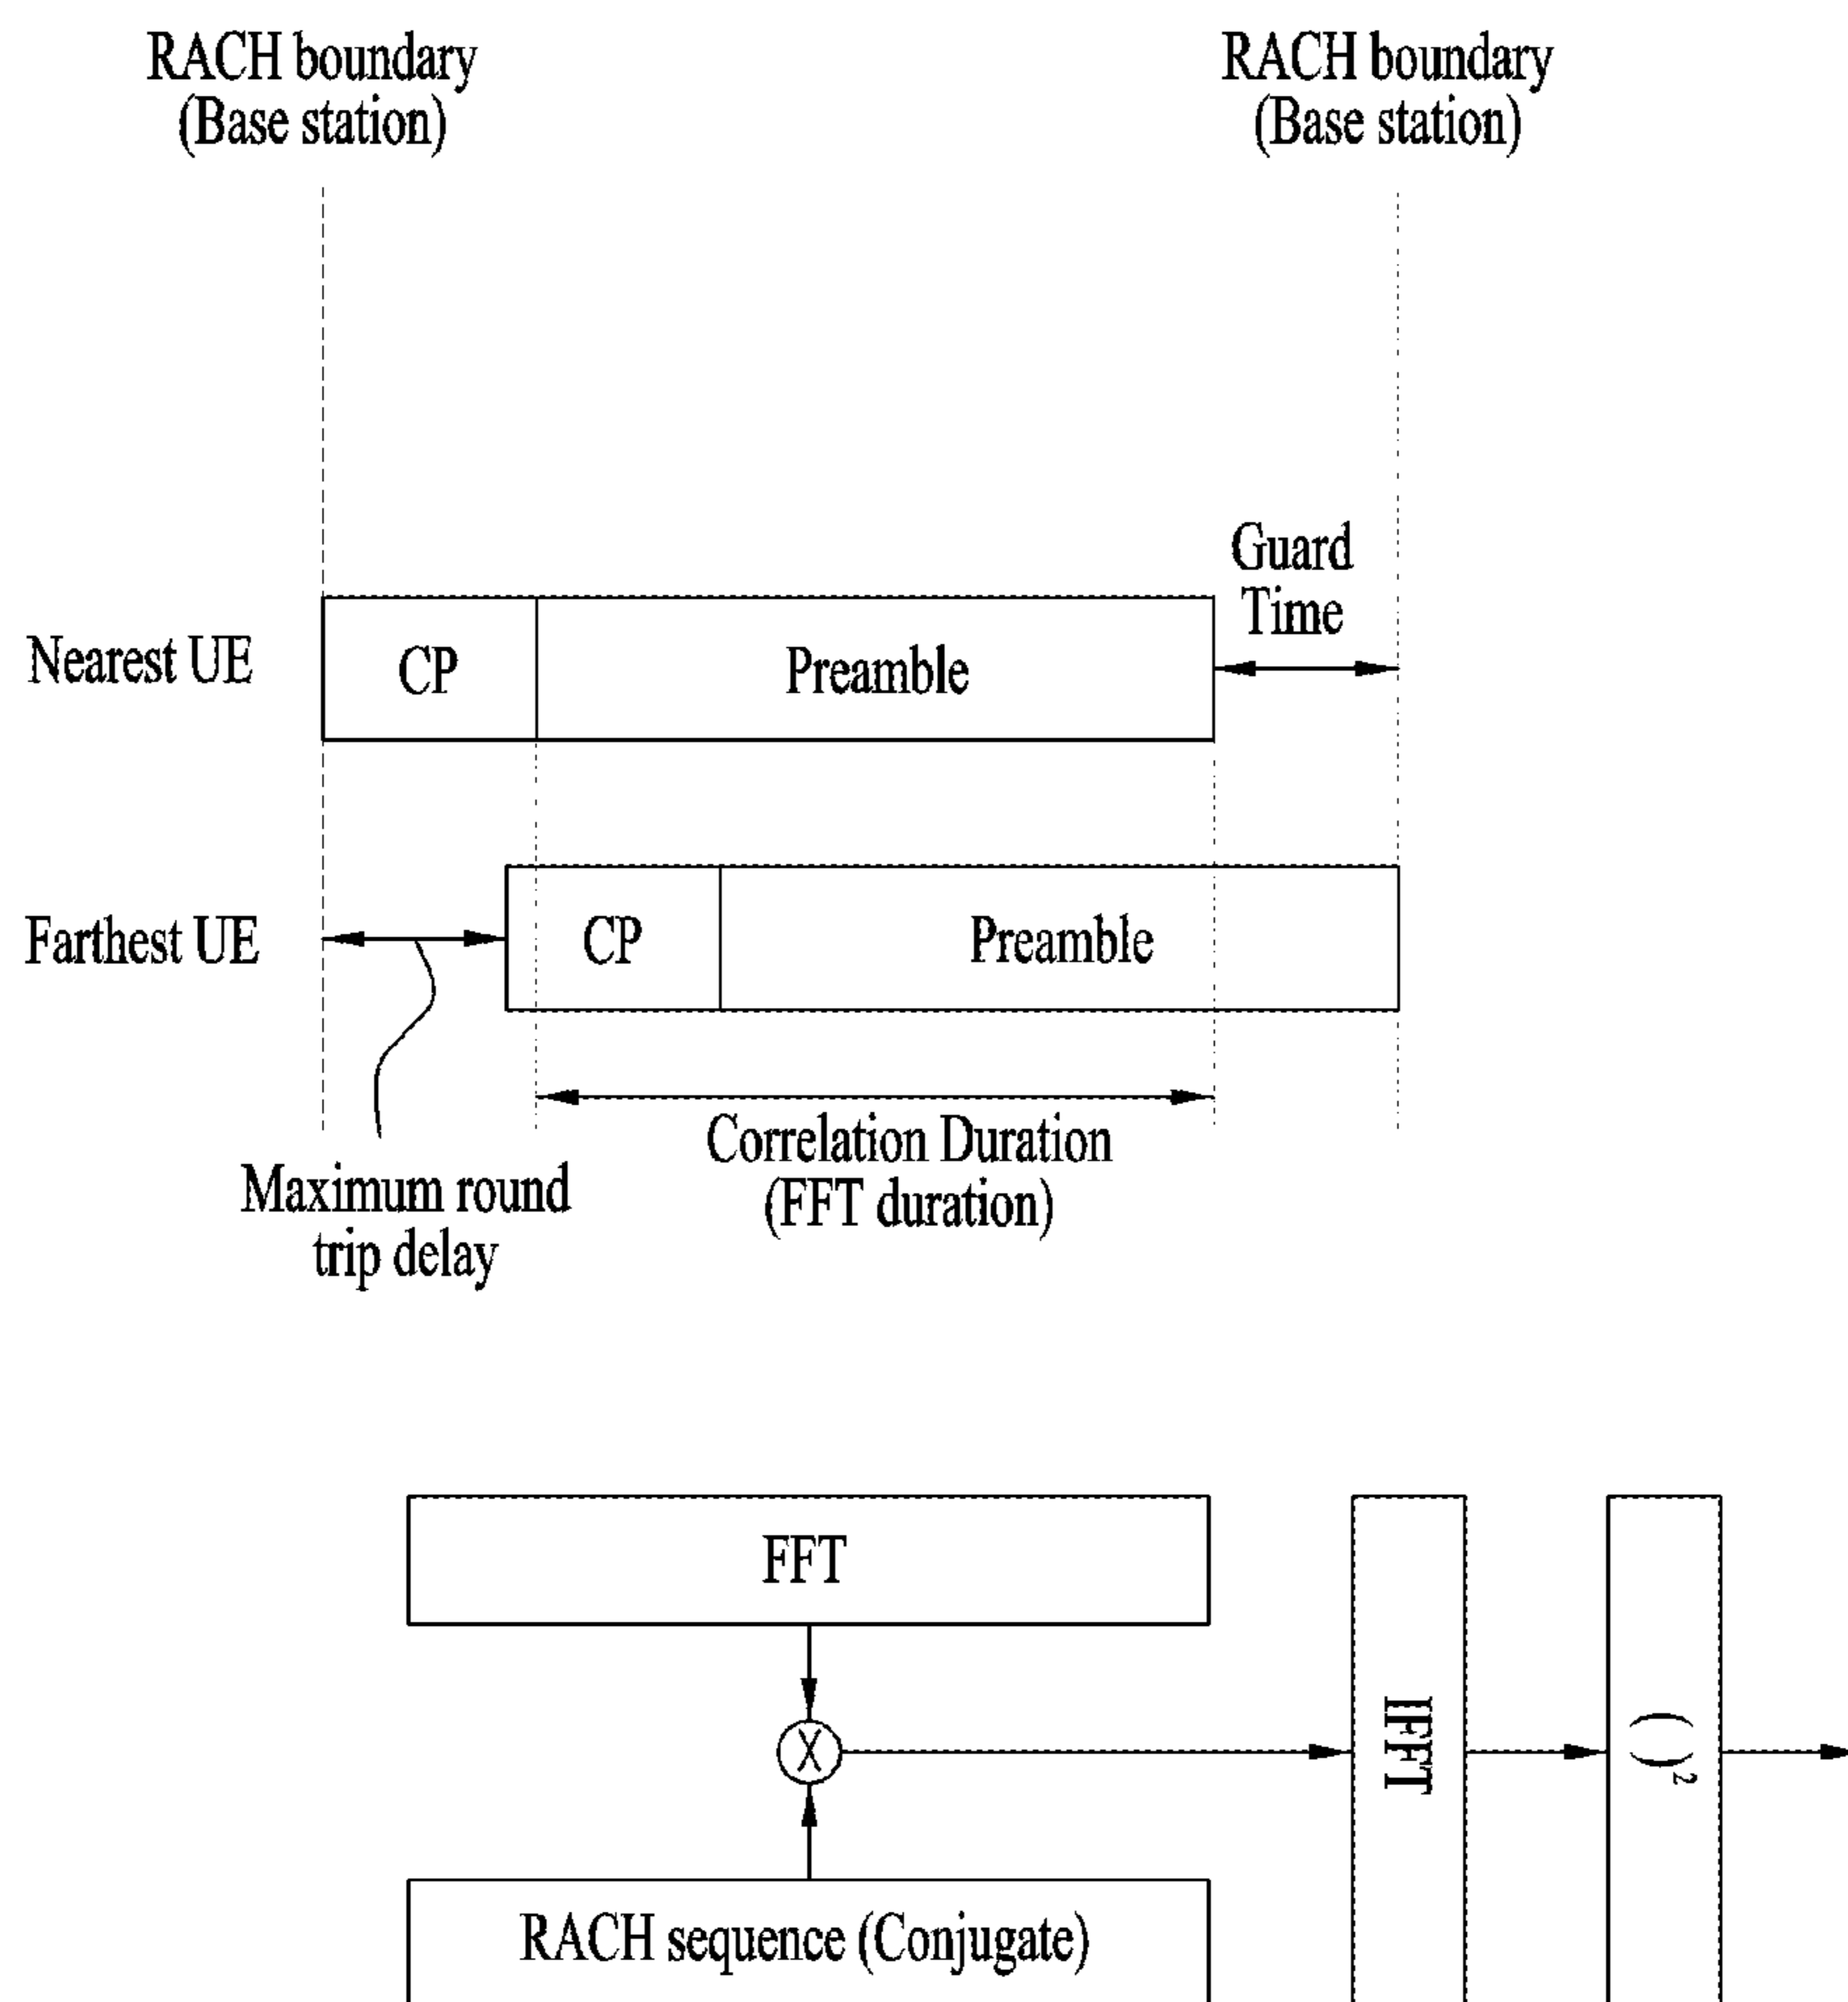 RACH boundary
(Base station)
RACH boundary
(Base station)
Guard
Time
Nearest UE
CP
Preamble
Farthest UE
CP
Preamble
Correlation Duration
(FFT duration)
Maximum round
trip delay
FFT
X
IFFT
( )²
RACH sequence (Conjugate)